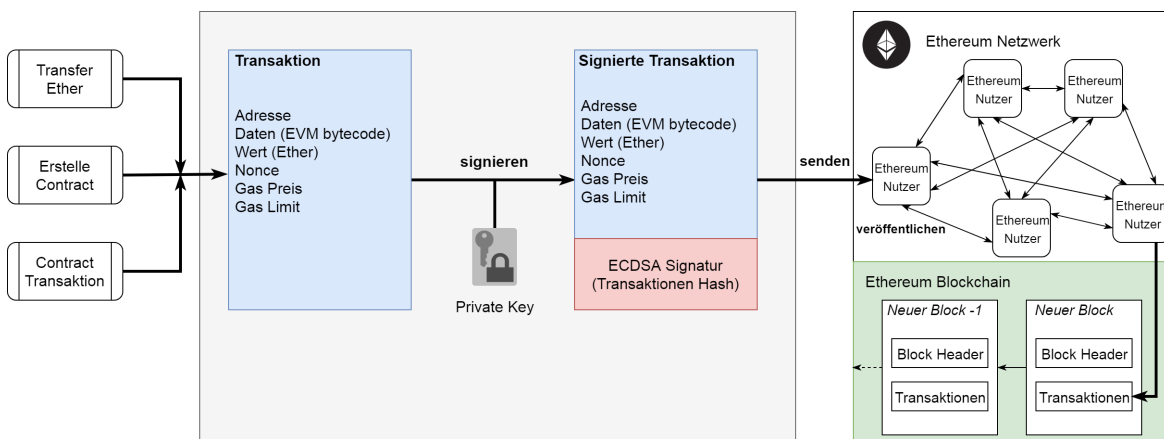 Transfer
Ether
Erstelle
Contract
Contract
Transaktion
Transaktion
Adresse
Daten (EVM bytecode)
Wert (Ether)
Nonce
Gas Preis
Gas Limit
signieren
Private Key
Signierte Transaktion
Adresse
Daten (EVM bytecode)
Wert (Ether)
Nonce
Gas Preis
Gas Limit
ECDSA Signatur
(Transaktionen Hash)
senden
Ethereum Netzwerk
Ethereum
Nutzer
Ethereum
Nutzer
Ethereum
Nutzer
Ethereum
Nutzer
Ethereum
Nutzer
veröffentlichen
Ethereum Blockchain
Neuer Block -1
Block Header
Transaktionen
Neuer Block
Block Header
Transaktionen